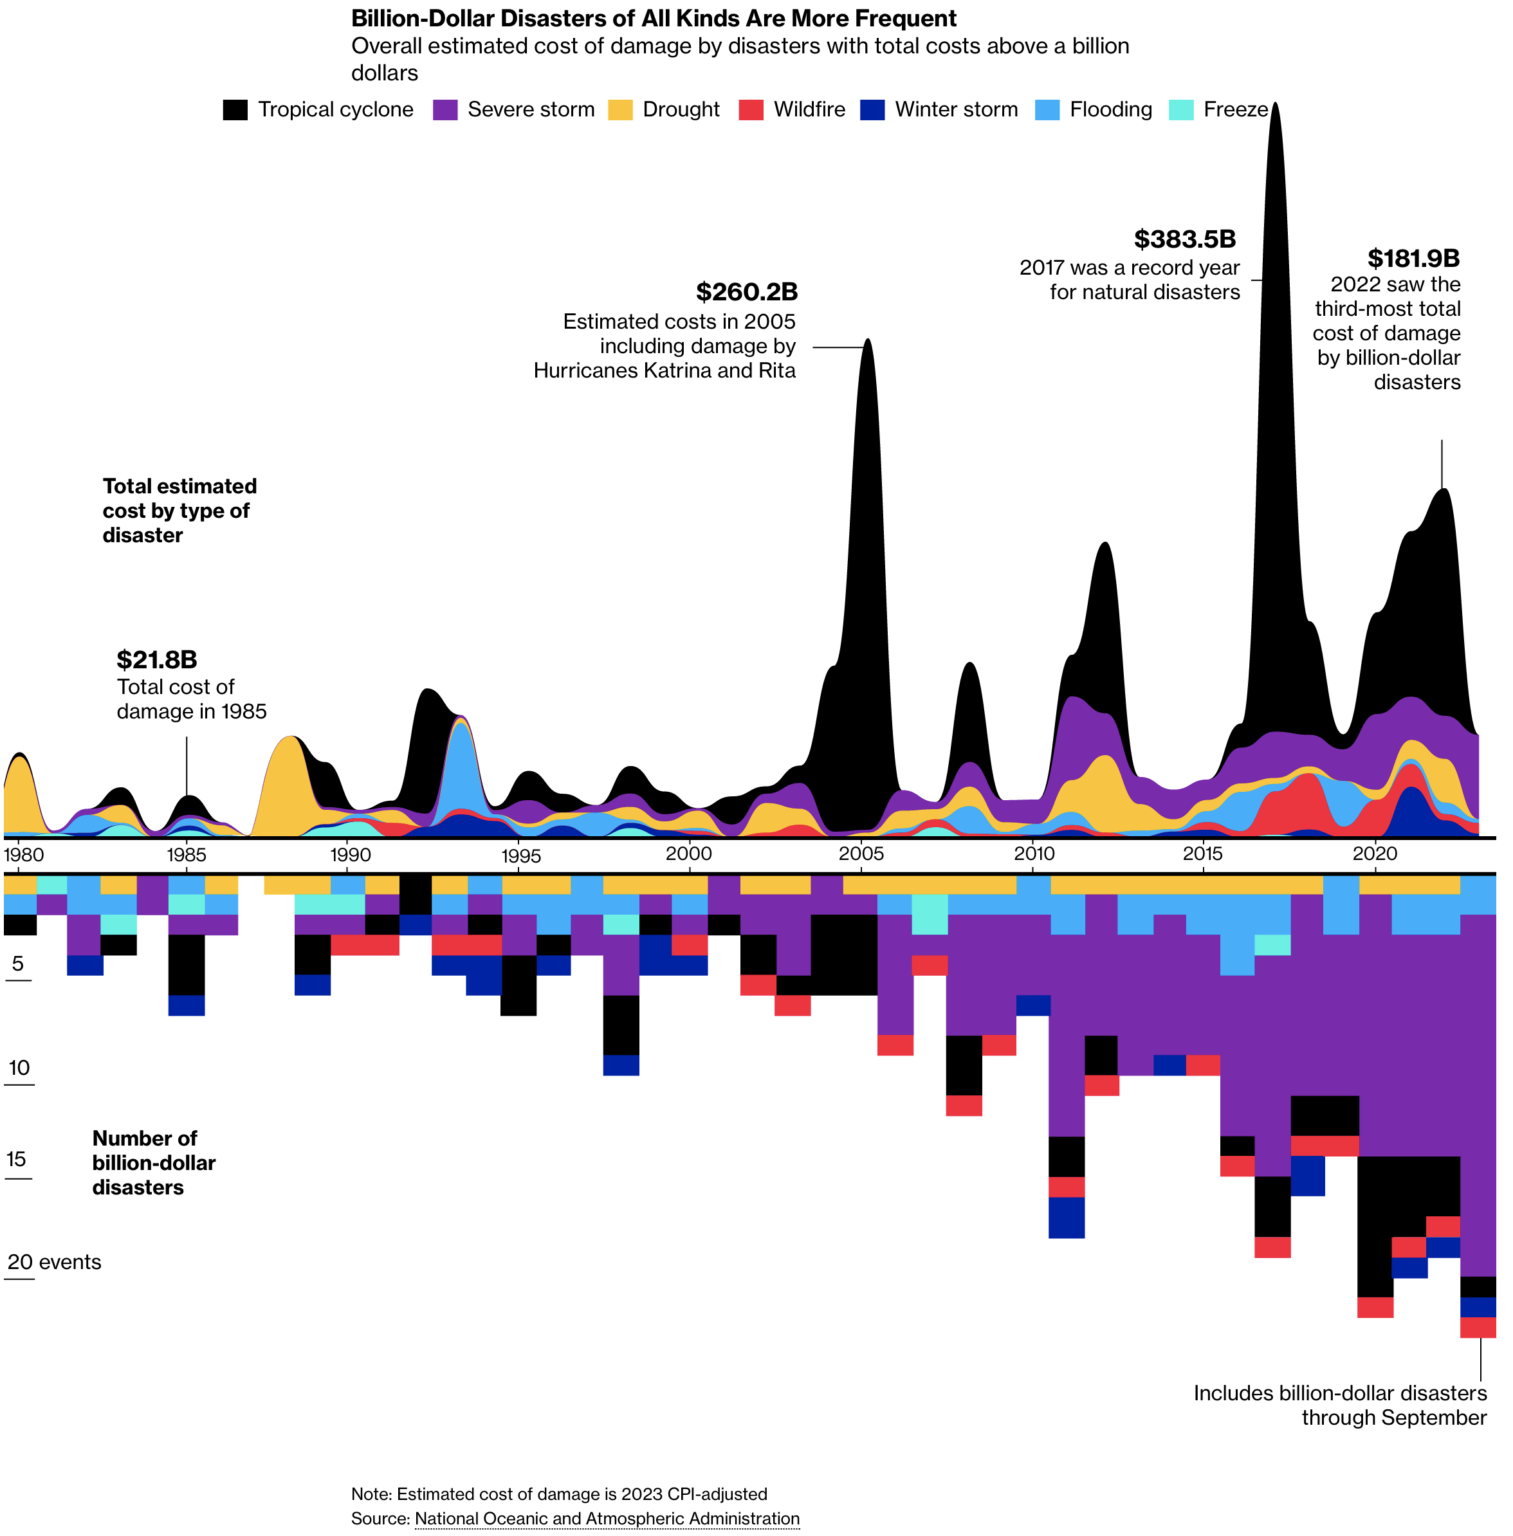 Billion-Dollar Disasters of All Kinds Are More Frequent
Overall estimated cost of damage by disasters with total costs above a billion
dollars
Tropical cyclone Severe storm Drought Wildfire Winter storm Flooding Freeze
$383.5B
2017 was a record year
for natural disasters
$181.9B
2022 saw the
third-most total
cost of damage
by billion-dollar
disasters
$260.2B
Estimated costs in 2005
including damage by
Hurricanes Katrina and Rita
Total estimated
cost by type of
disaster
$21.8B
Total cost of
damage in 1985
1980 1985 1990 1995 2000 2005 2010 2015 2020
5
10
15
20 events
Number of
billion-dollar
disasters
Includes billion-dollar disasters
through September
Note: Estimated cost of damage is 2023 CPI-adjusted
Source: National Oceanic and Atmospheric Administration